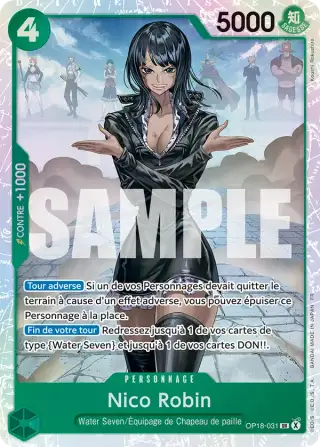 4
5000
知
SAGESSE
CONTRE +1000
SAMPLE
Tour adverse Si un de vos Personnages devait quitter le
terrain à cause d'un effet adverse, vous pouvez épuiser ce
Personnage à la place.
Fin de votre tour Redressez jusqu'à 1 de vos cartes de
type {Water Seven} et jusqu'à 1 de vos cartes DON!!.
PERSONNAGE
Nico Robin
Water Seven/Équipage de Chapeau de paille
OP18-031 X